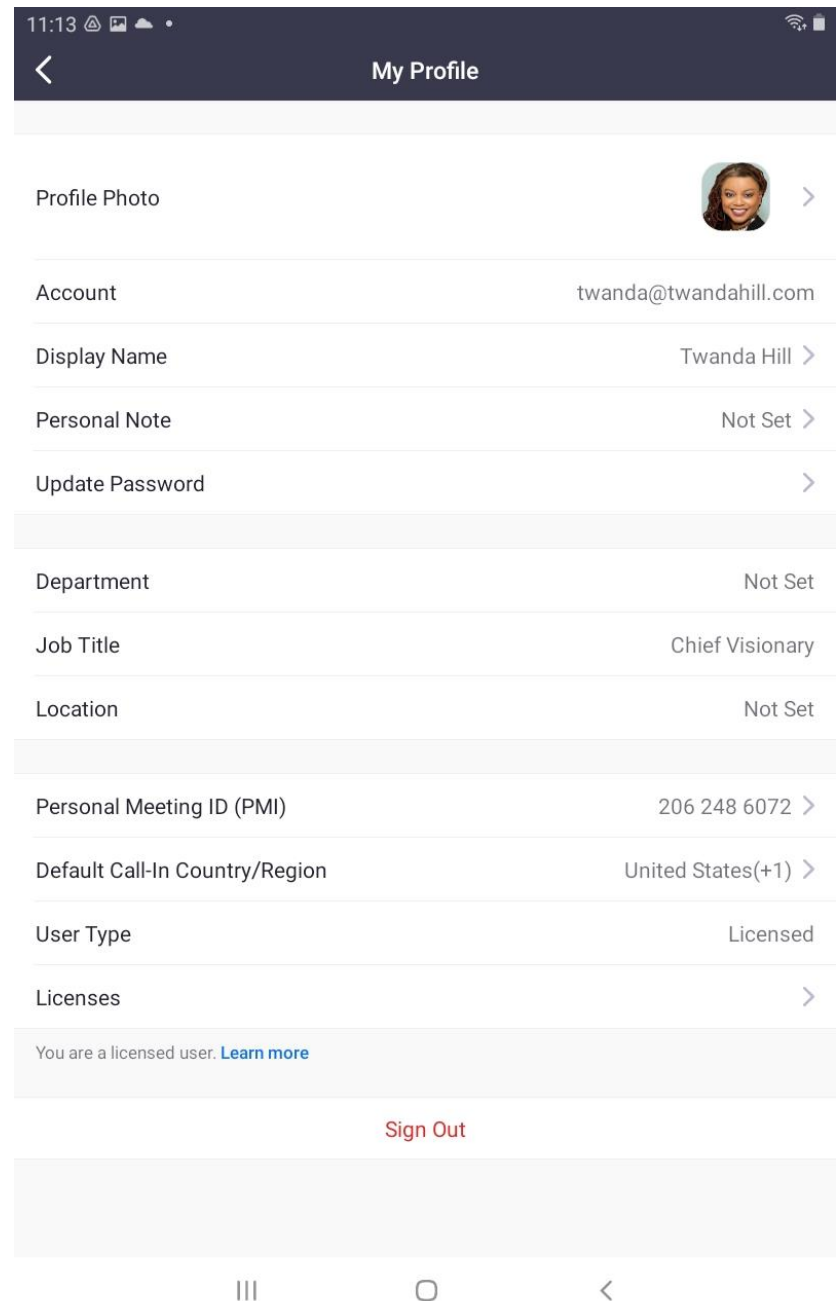 11:13
My Profile
Profile Photo
Account twanda@twandahill.com
Display Name Twanda Hill
Personal Note Not Set
Update Password
Department Not Set
Job Title Chief Visionary
Location Not Set
Personal Meeting ID (PMI) 206 248 6072
Default Call-In Country/Region United States(+1)
User Type Licensed
Licenses
You are a licensed user. Learn more
Sign Out